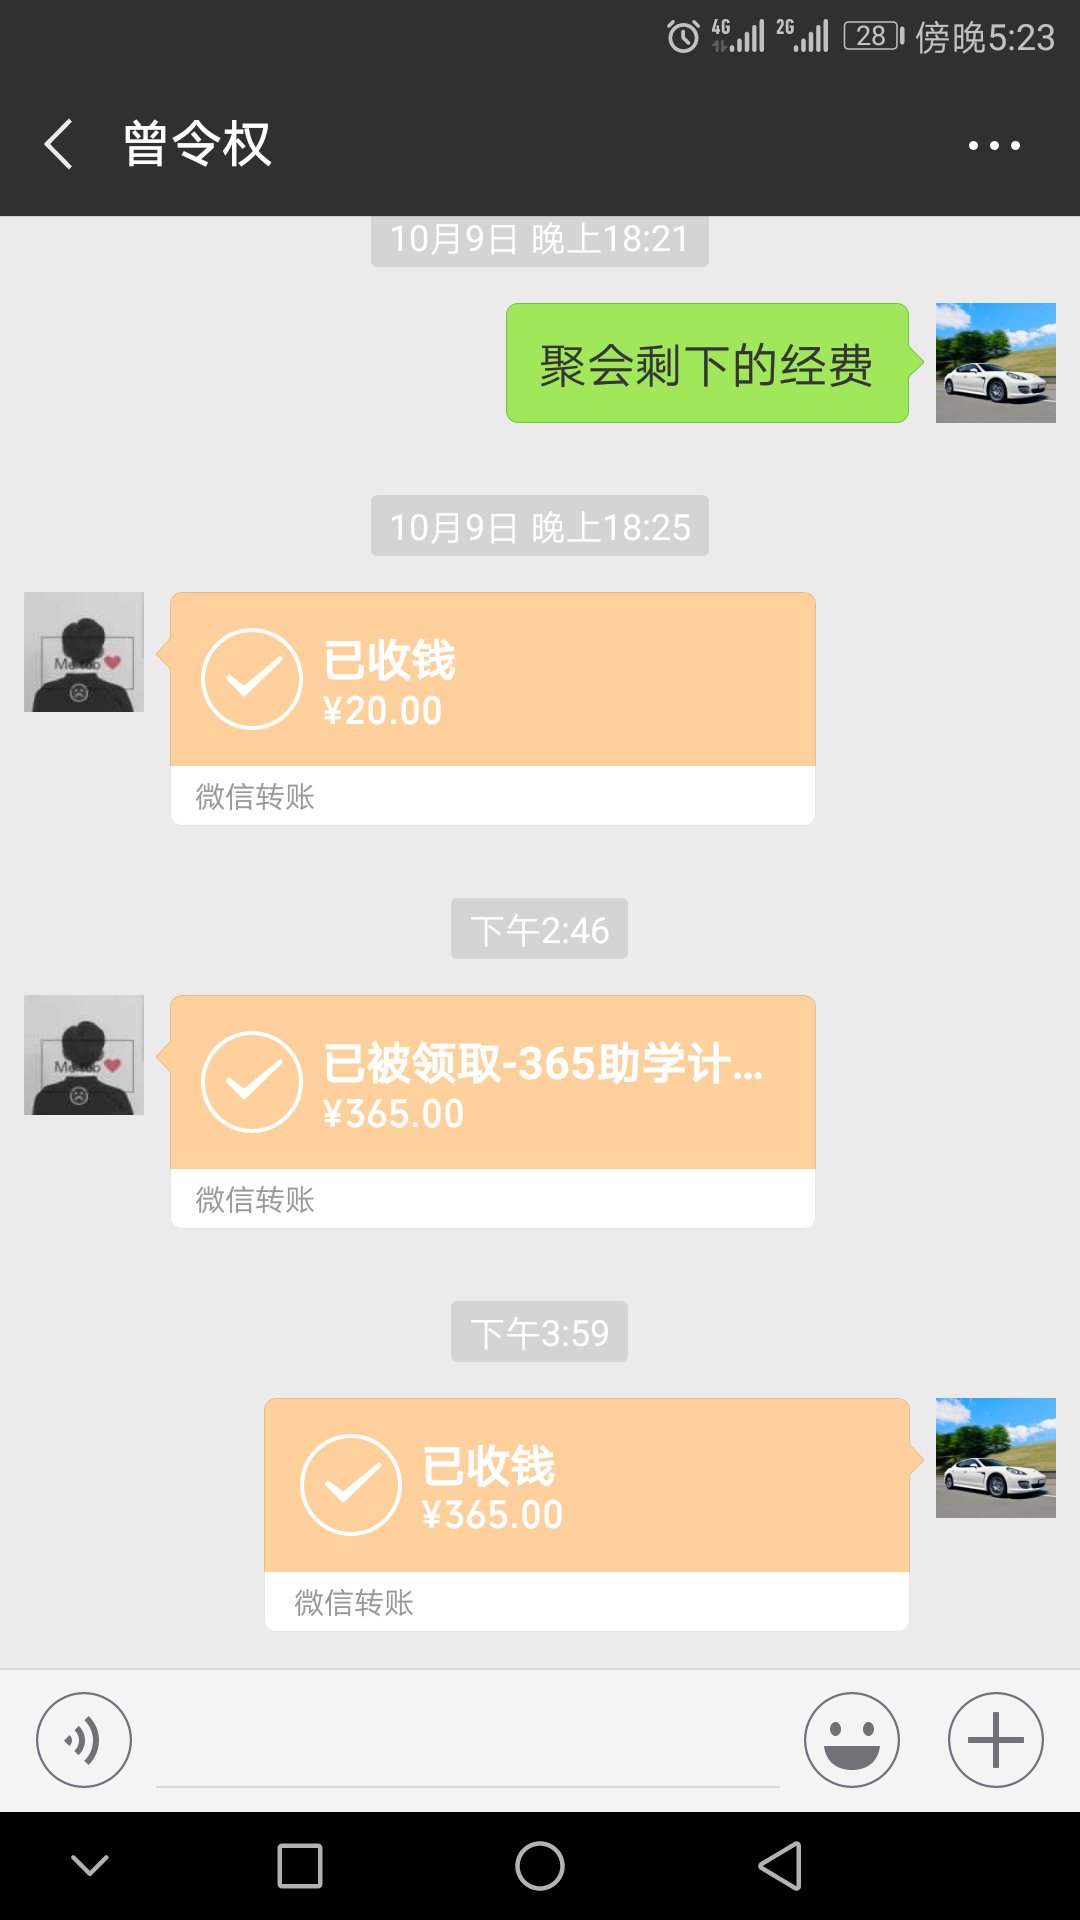 4G 2G 28 傍晚5:23
曾令权
10月9日 晚上18:21
聚会剩下的经费
10月9日 晚上18:25
Me too
已收钱
¥20.00
微信转账
下午2:46
Me too
已被领取-365助学计...
¥365.00
微信转账
下午3:59
已收钱
¥365.00
微信转账